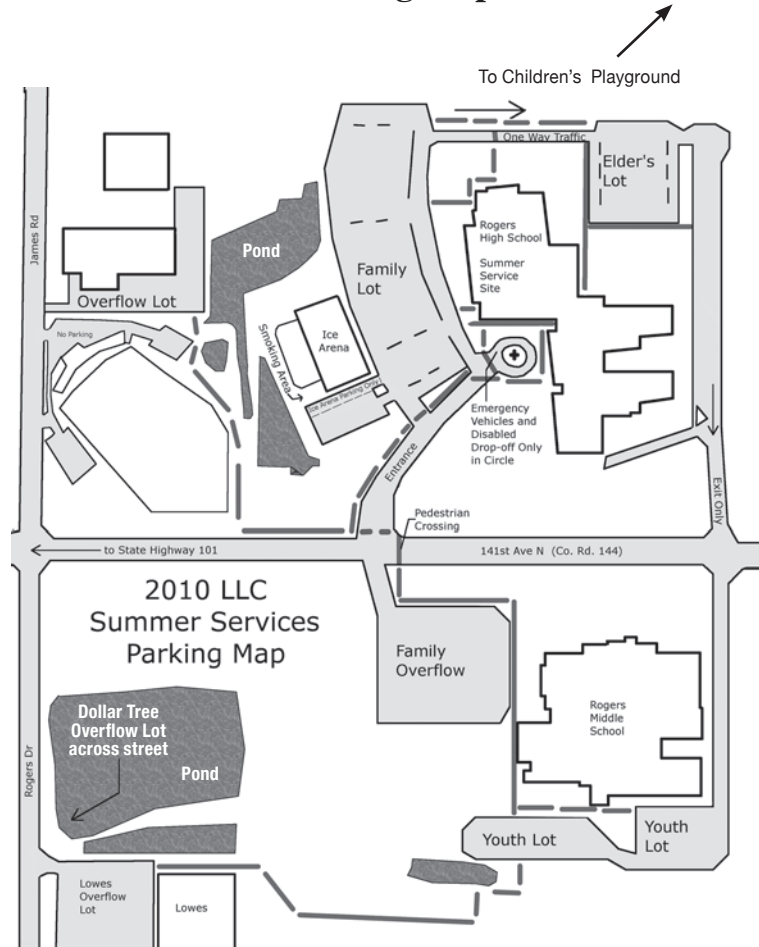 To Children's Playground
One Way Traffic
Elder's
Lot
James Rd
Pond
Rogers
High School
Summer
Service
Site
Family
Lot
Overflow Lot
No Parking
Ice
Arena
Smoking Area
Ice Arena Parking Only
Emergency
Vehicles and
Disabled
Drop-off Only
in Circle
Entrance
Exit Only
Pedestrian
Crossing
to State Highway 101
141st Ave N (Co. Rd. 144)
2010 LLC
Summer Services
Parking Map
Family
Overflow
Dollar Tree
Overflow Lot
across street
Pond
Rogers
Middle
School
Rogers Dr
Youth Lot
Youth
Lot
Lowes
Overflow
Lot
Lowes